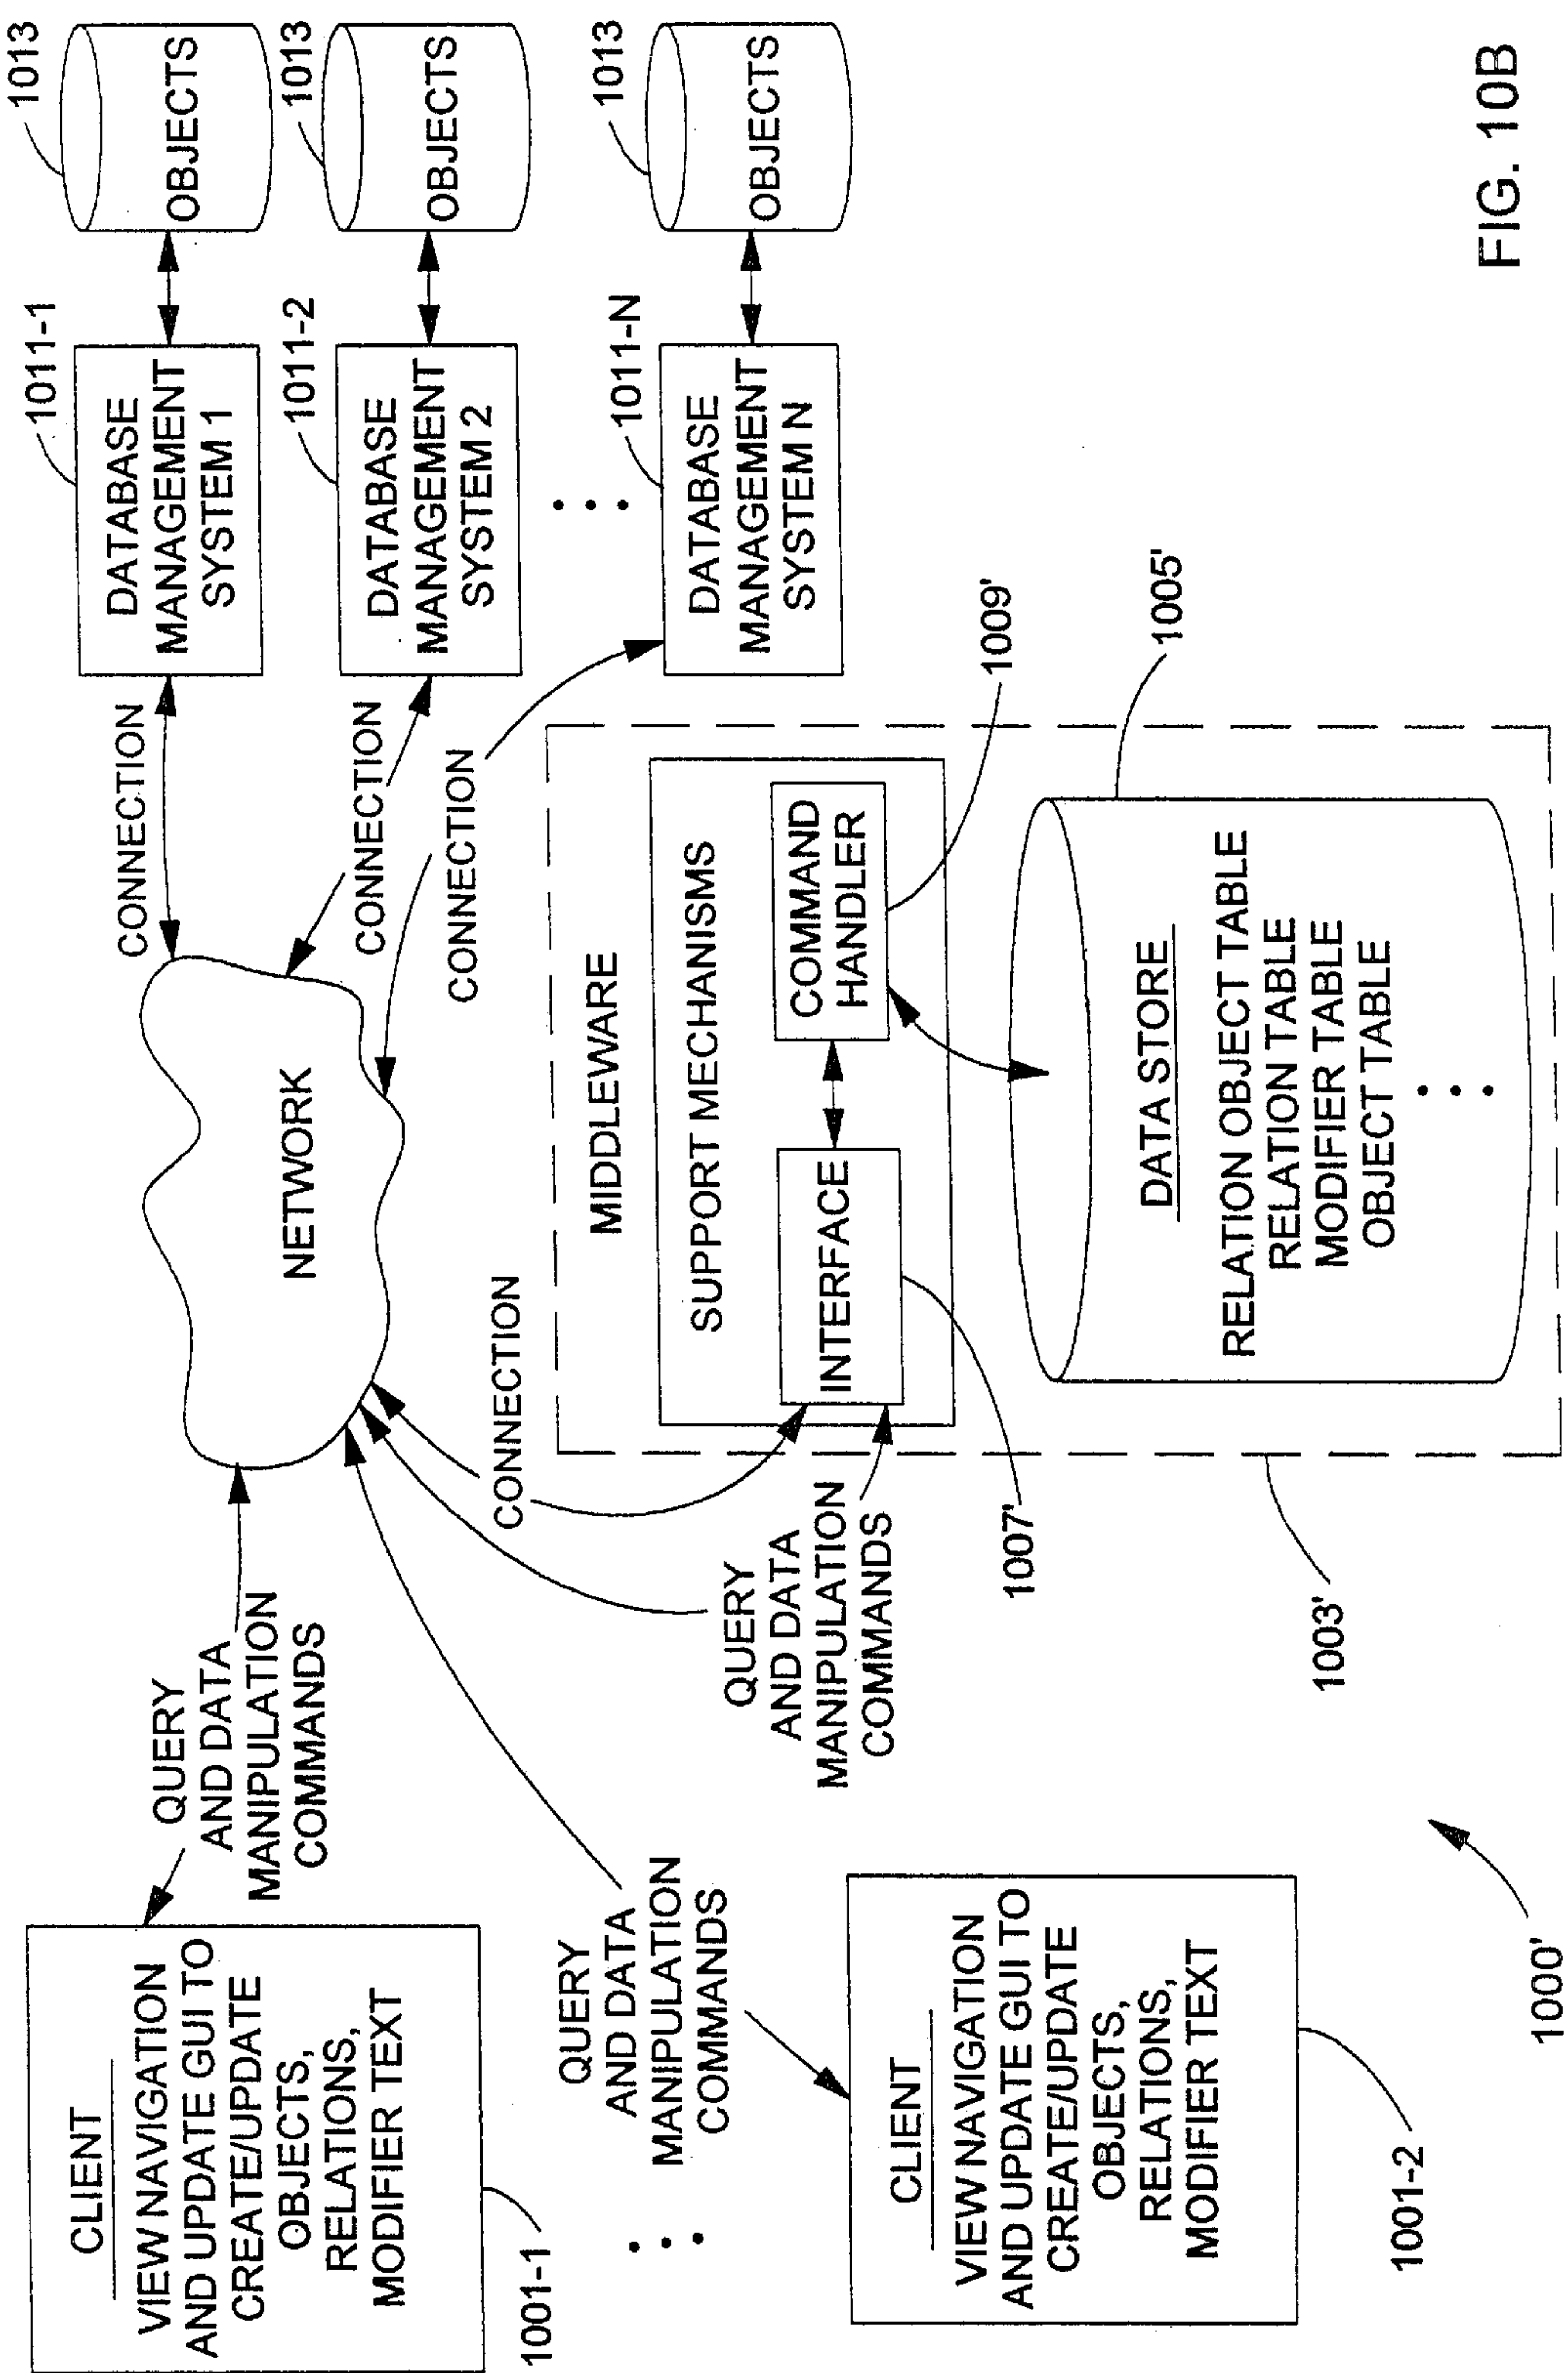 CLIENT
VIEW NAVIGATION
AND UPDATE GUI TO
CREATE/UPDATE
OBJECTS,
RELATIONS,
MODIFIER TEXT
1001-1
QUERY
AND DATA
MANIPULATION
COMMANDS
NETWORK
CONNECTION
DATABASE
MANAGEMENT
SYSTEM 1
1011-1
OBJECTS
1013
CONNECTION
DATABASE
MANAGEMENT
SYSTEM 2
1011-2
OBJECTS
1013
CONNECTION
DATABASE
MANAGEMENT
SYSTEM N
1011-N
OBJECTS
1013
QUERY
AND DATA
MANIPULATION
COMMANDS
CLIENT
VIEW NAVIGATION
AND UPDATE GUI TO
CREATE/UPDATE
OBJECTS,
RELATIONS,
MODIFIER TEXT
1001-2
CONNECTION
QUERY
AND DATA
MANIPULATION
COMMANDS
MIDDLEWARE
SUPPORT MECHANISMS
INTERFACE
1007'
COMMAND
HANDLER
1009'
DATA STORE
RELATION OBJECT TABLE
RELATION TABLE
MODIFIER TABLE
OBJECT TABLE
1005'
1003'
1000'
FIG. 10B